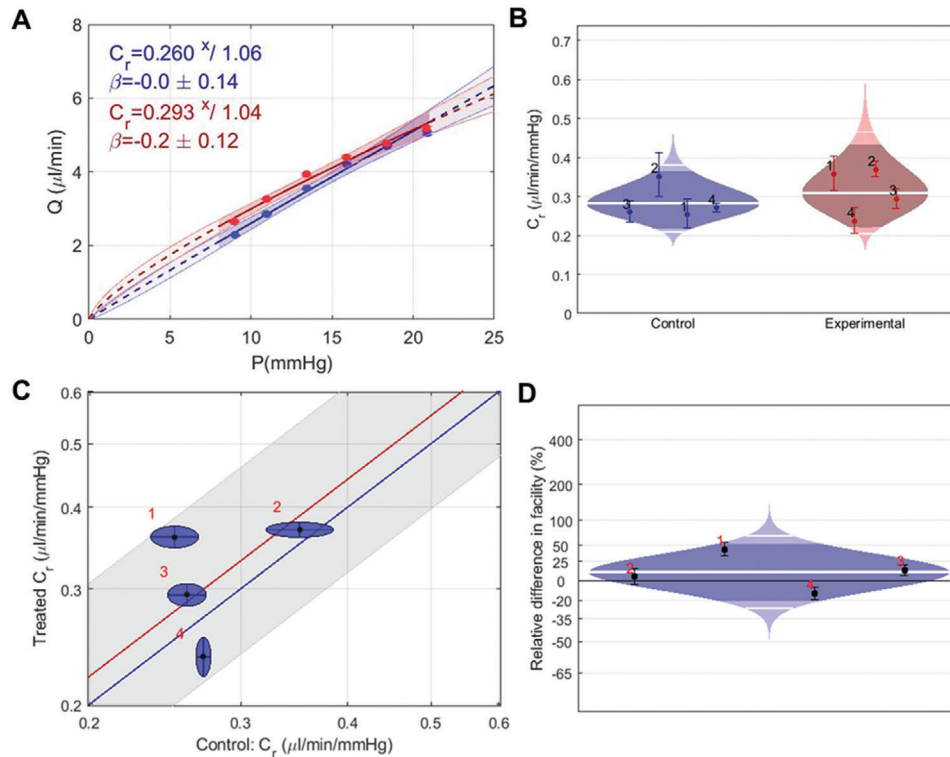 A
C_r=0.260 ^x/ 1.06
β=-0.0 ± 0.14
C_r=0.293 ^x/ 1.04
β=-0.2 ± 0.12
8
6
4
2
0
0 5 10 15 20 25
Q (μl/min)
P(mmHg)
B
0.7
0.6
0.5
0.4
0.3
0.2
0.1
0
C_r (μl/min/mmHg)
2
3
1
4
1
2
3
4
Control Experimental
C
0.6
0.5
0.4
0.3
0.2
Treated C_r (μl/min/mmHg)
1
2
3
4
0.2 0.3 0.4 0.5 0.6
Control: C_r (μl/min/mmHg)
D
400
200
100
50
25
0
-20
-35
-50
-65
Relative difference in facility (%)
2
1
4
3